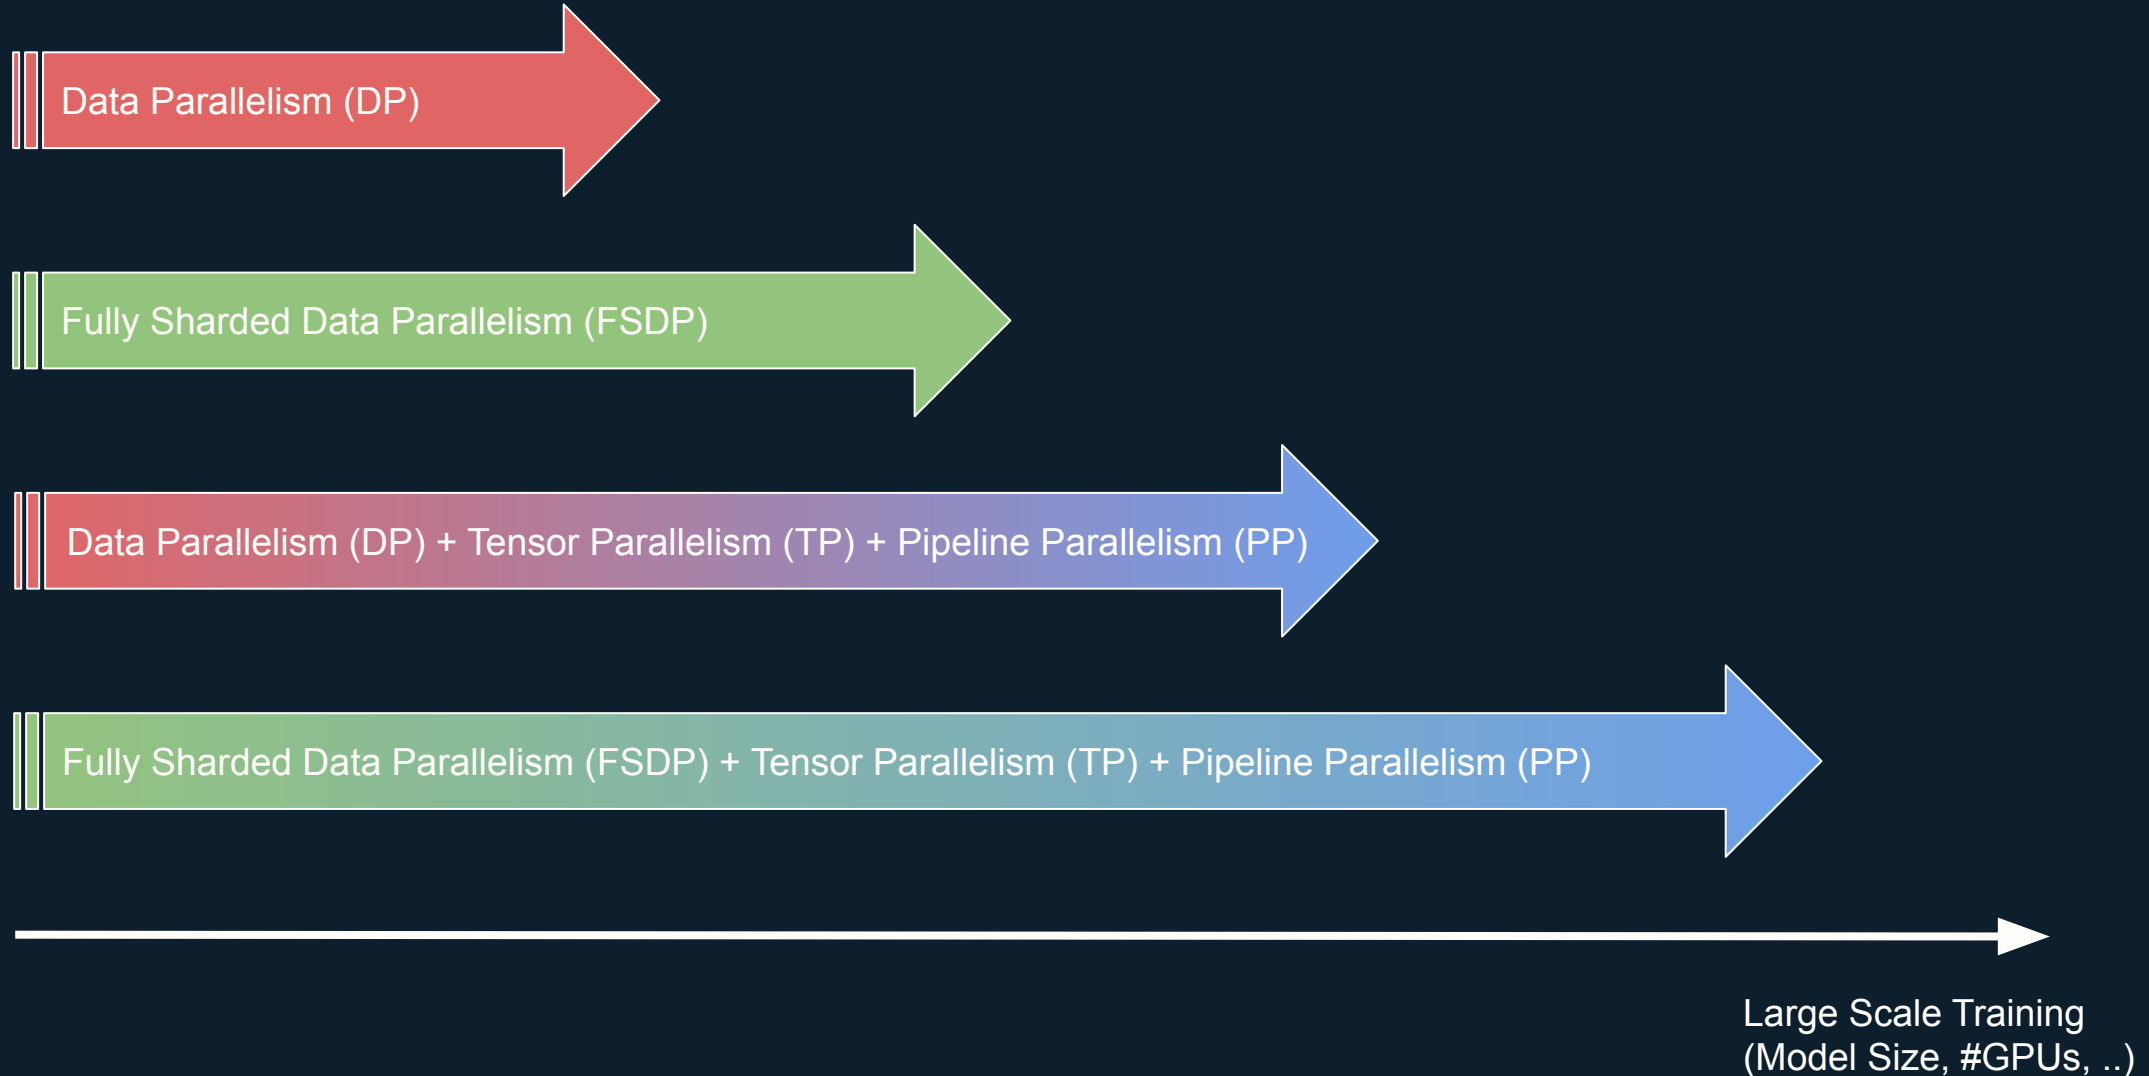 Data Parallelism (DP)
Fully Sharded Data Parallelism (FSDP)
Data Parallelism (DP) + Tensor Parallelism (TP) + Pipeline Parallelism (PP)
Fully Sharded Data Parallelism (FSDP) + Tensor Parallelism (TP) + Pipeline Parallelism (PP)
Large Scale Training
(Model Size, #GPUs, ..)